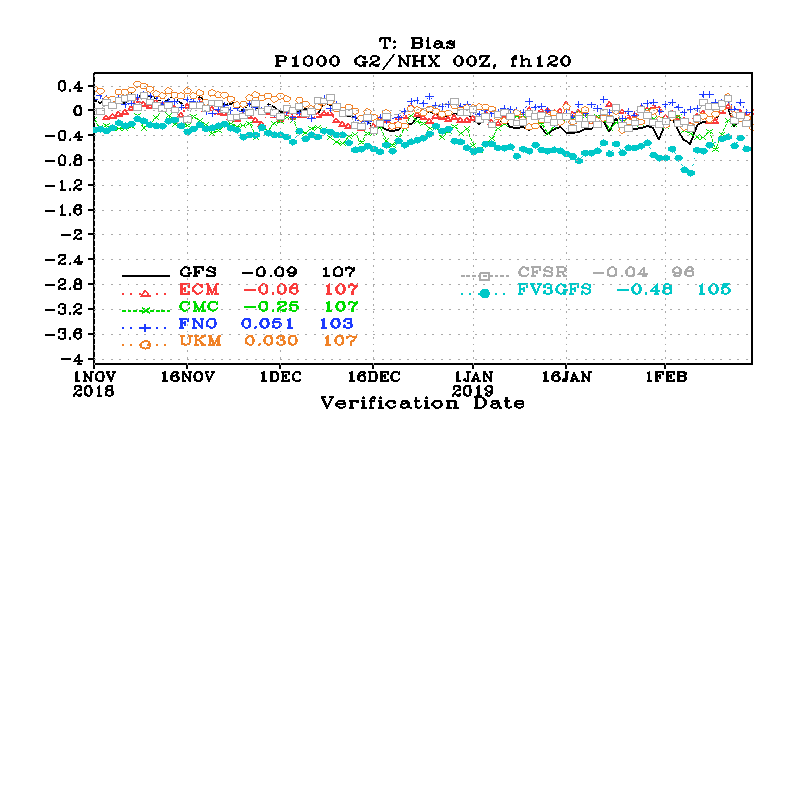 T: Bias
P1000 G2/NHX 00Z, fh120
0.4
0
-0.4
-0.8
-1.2
-1.6
-2
-2.4
-2.8
-3.2
-3.6
-4
GFS -0.09 107
ECM -0.06 107
CMC -0.25 107
FNO 0.051 103
UKM 0.030 107
CFSR -0.04 96
FV3GFS -0.48 105
1NOV 16NOV 1DEC 16DEC 1JAN 16JAN 1FEB
2018 2019
Verification Date